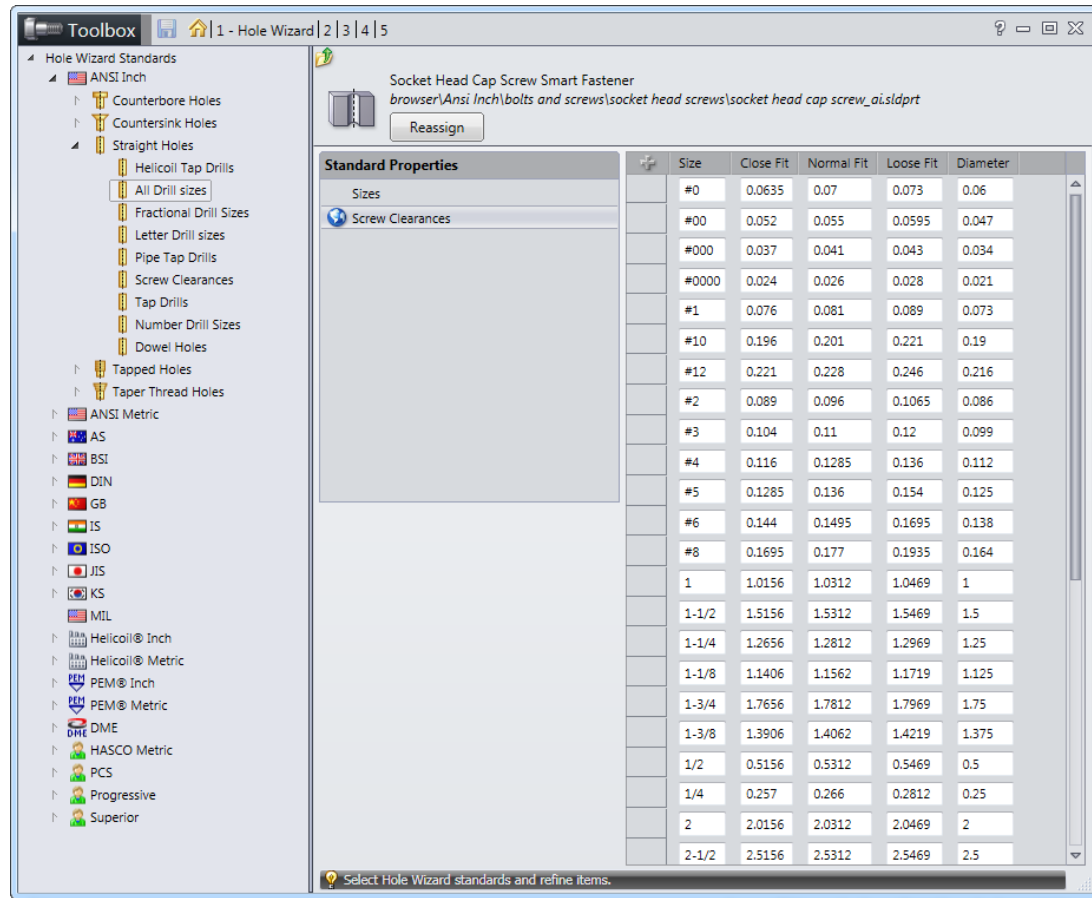 Toolbox 1 - Hole Wizard 2 3 4 5
Hole Wizard Standards
ANSI Inch
Counterbore Holes
Countersink Holes
Straight Holes
Helicoil Tap Drills
All Drill sizes
Fractional Drill Sizes
Letter Drill sizes
Pipe Tap Drills
Screw Clearances
Tap Drills
Number Drill Sizes
Dowel Holes
Tapped Holes
Taper Thread Holes
ANSI Metric
AS
BSI
DIN
GB
IS
ISO
JIS
KS
MIL
Helicoil® Inch
Helicoil® Metric
PEM PEM® Inch
PEM PEM® Metric
DME DME
HASCO Metric
PCS
Progressive
Superior
Socket Head Cap Screw Smart Fastener
browser\Ansi Inch\bolts and screws\socket head screws\socket head cap screw_ai.sldprt
Reassign
Standard Properties
Sizes
Screw Clearances
Size Close Fit Normal Fit Loose Fit Diameter
#0 0.0635 0.07 0.073 0.06
#00 0.052 0.055 0.0595 0.047
#000 0.037 0.041 0.043 0.034
#0000 0.024 0.026 0.028 0.021
#1 0.076 0.081 0.089 0.073
#10 0.196 0.201 0.221 0.19
#12 0.221 0.228 0.246 0.216
#2 0.089 0.096 0.1065 0.086
#3 0.104 0.11 0.12 0.099
#4 0.116 0.1285 0.136 0.112
#5 0.1285 0.136 0.154 0.125
#6 0.144 0.1495 0.1695 0.138
#8 0.1695 0.177 0.1935 0.164
1 1.0156 1.0312 1.0469 1
1-1/2 1.5156 1.5312 1.5469 1.5
1-1/4 1.2656 1.2812 1.2969 1.25
1-1/8 1.1406 1.1562 1.1719 1.125
1-3/4 1.7656 1.7812 1.7969 1.75
1-3/8 1.3906 1.4062 1.4219 1.375
1/2 0.5156 0.5312 0.5469 0.5
1/4 0.257 0.266 0.2812 0.25
2 2.0156 2.0312 2.0469 2
2-1/2 2.5156 2.5312 2.5469 2.5
Select Hole Wizard standards and refine items.